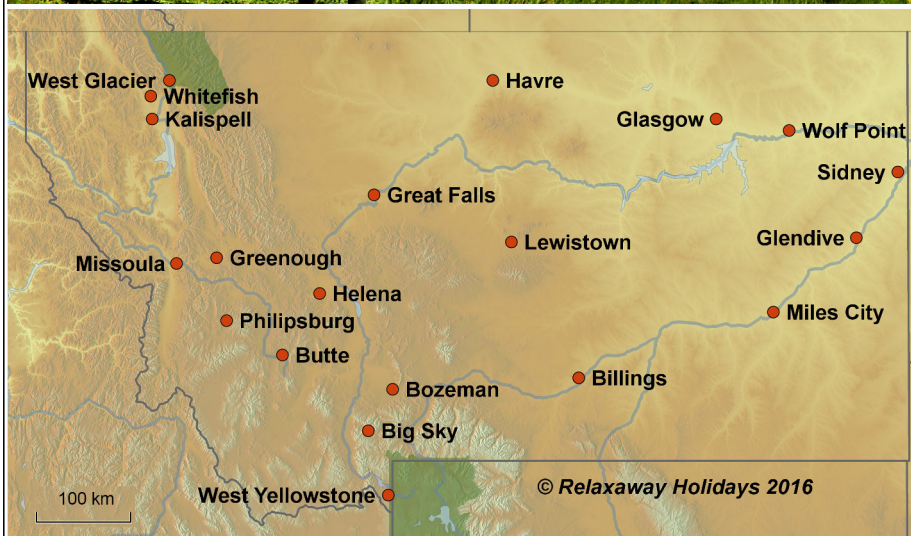 West Glacier
Havre
Whitefish
Kalispell
Glasgow
Wolf Point
Sidney
Great Falls
Lewistown
Glendive
Greenough
Missoula
Helena
Miles City
Philipsburg
Butte
Billings
Bozeman
Big Sky
West Yellowstone
© Relaxaway Holidays 2016
100 km